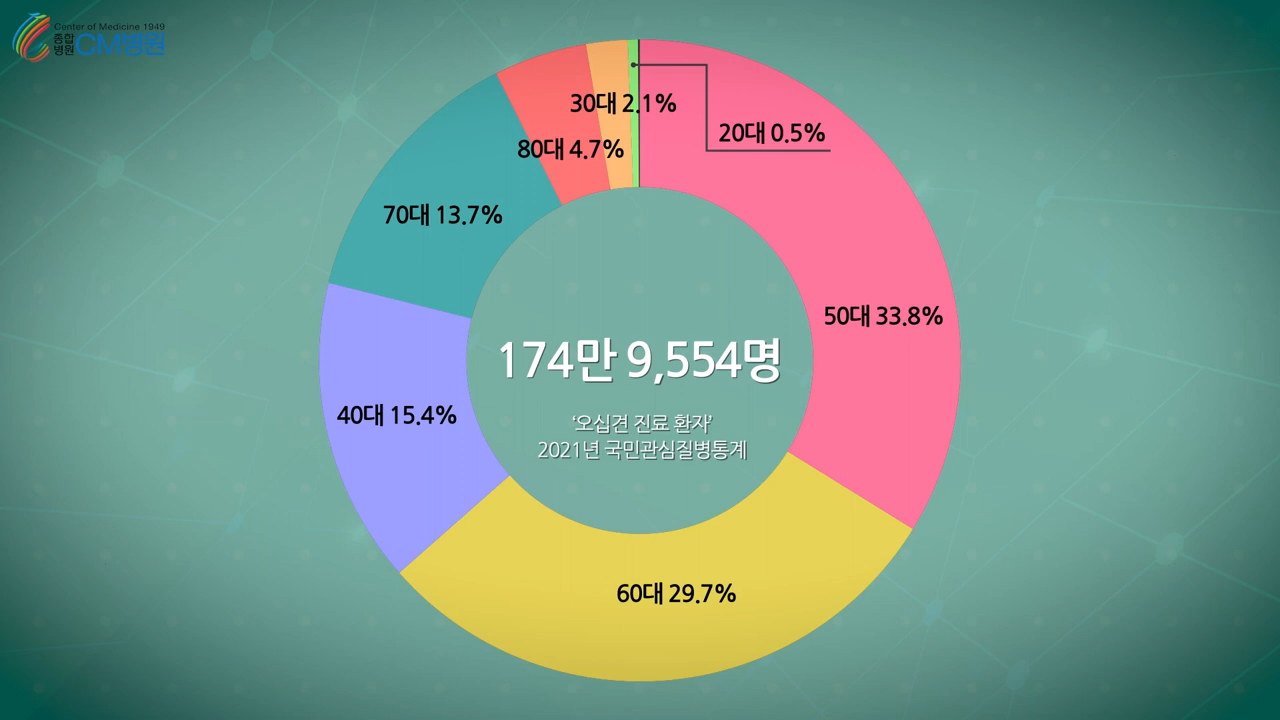 Center of Medicine 1949
종합
병원
CM병원
30대 2.1%
20대 0.5%
80대 4.7%
70대 13.7%
50대 33.8%
174만 9,554명
40대 15.4%
'오십견 진료 환자'
2021년 국민관심질병통계
60대 29.7%